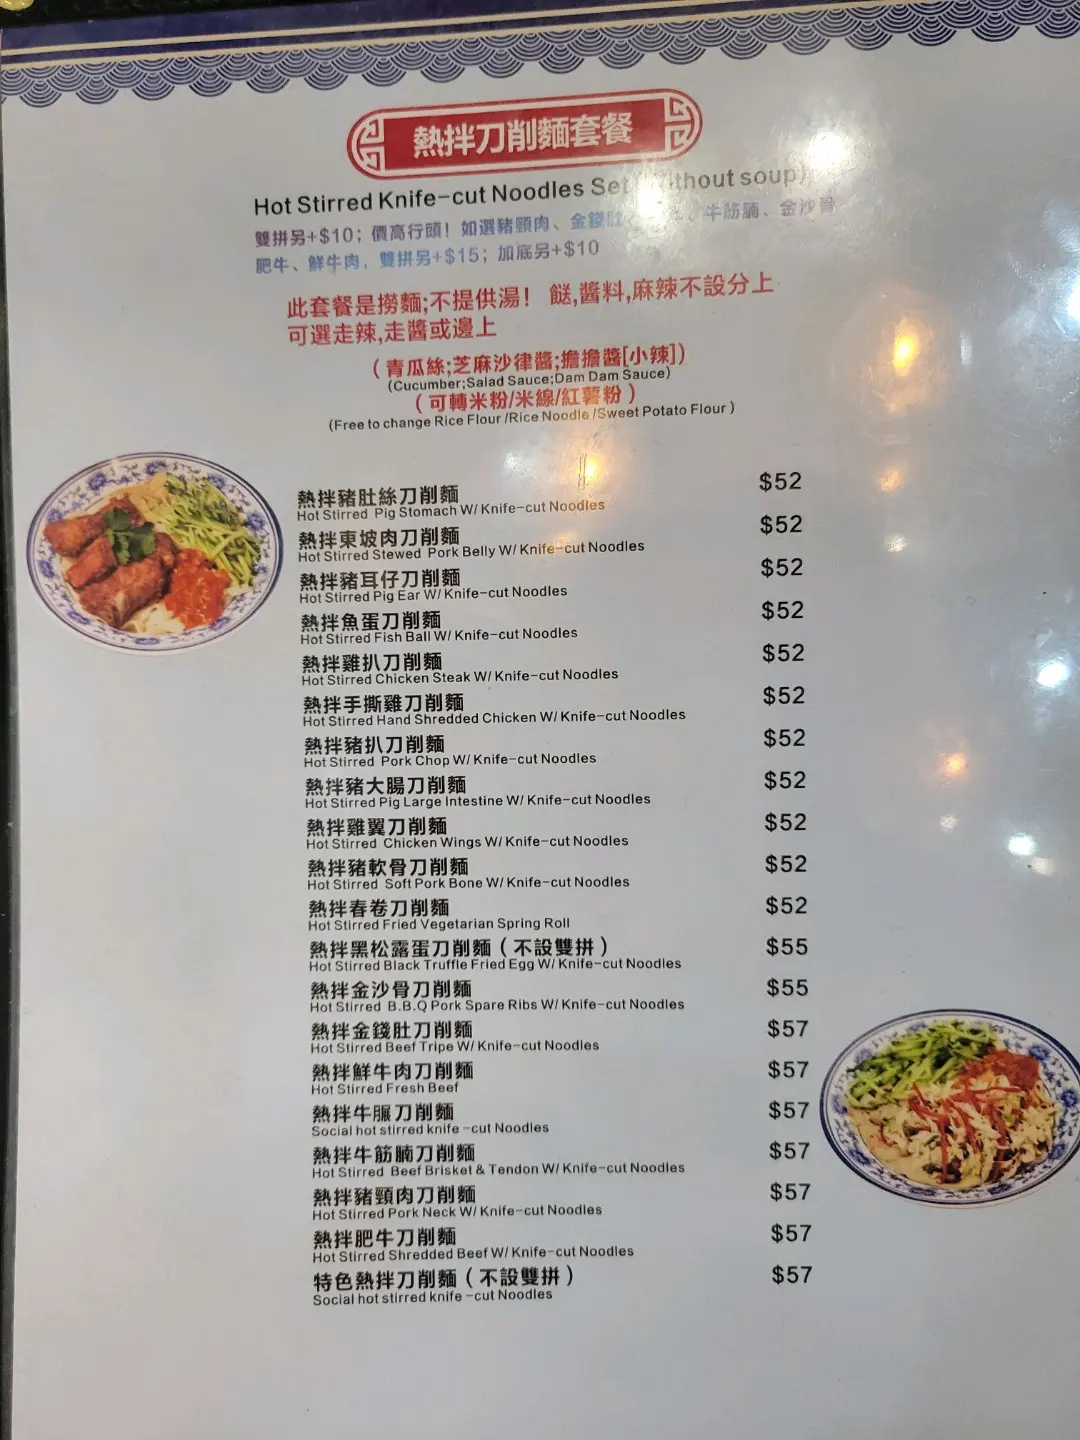 熱拌刀削麵套餐
Hot Stirred Knife-cut Noodles Set (without soup)
雙拼另+$10; 價高行頭! 如選豬頸肉、金錢肚、牛筋腩、金沙骨
肥牛、鮮牛肉, 雙拼另+$15; 加底另+$10
此套餐是撈麵;不提供湯! 餸,醬料,麻辣不設分上
可選走辣,走醬或邊上
(青瓜絲;芝麻沙律醬;擔擔醬[小辣])
(Cucumber;Salad Sauce;Dam Dam Sauce)
(可轉米粉/米線/紅薯粉)
(Free to change Rice Flour /Rice Noodle /Sweet Potato Flour)
熱拌豬肚絲刀削麵 $52
Hot Stirred Pig Stomach W/ Knife-cut Noodles
熱拌東坡肉刀削麵 $52
Hot Stirred Stewed Pork Belly W/ Knife-cut Noodles
熱拌豬耳仔刀削麵 $52
Hot Stirred Pig Ear W/ Knife-cut Noodles
熱拌魚蛋刀削麵 $52
Hot Stirred Fish Ball W/ Knife-cut Noodles
熱拌雞扒刀削麵 $52
Hot Stirred Chicken Steak W/ Knife-cut Noodles
熱拌手撕雞刀削麵 $52
Hot Stirred Hand Shredded Chicken W/ Knife-cut Noodles
熱拌豬扒刀削麵 $52
Hot Stirred Pork Chop W/ Knife-cut Noodles
熱拌豬大腸刀削麵 $52
Hot Stirred Pig Large Intestine W/ Knife-cut Noodles
熱拌雞翼刀削麵 $52
Hot Stirred Chicken Wings W/ Knife-cut Noodles
熱拌豬軟骨刀削麵 $52
Hot Stirred Soft Pork Bone W/ Knife-cut Noodles
熱拌春卷刀削麵 $52
Hot Stirred Fried Vegetarian Spring Roll
熱拌黑松露蛋刀削麵(不設雙拼) $55
Hot Stirred Black Truffle Fried Egg W/ Knife-cut Noodles
熱拌金沙骨刀削麵 $55
Hot Stirred B.B.Q Pork Spare Ribs W/ Knife-cut Noodles
熱拌金錢肚刀削麵 $57
Hot Stirred Beef Tripe W/ Knife-cut Noodles
熱拌鮮牛肉刀削麵 $57
Hot Stirred Fresh Beef
熱拌牛𦟌刀削麵 $57
Social hot stirred knife -cut Noodles
熱拌牛筋腩刀削麵 $57
Hot Stirred Beef Brisket & Tendon W/ Knife-cut Noodles
熱拌豬頸肉刀削麵 $57
Hot Stirred Pork Neck W/ Knife-cut Noodles
熱拌肥牛刀削麵 $57
Hot Stirred Shredded Beef W/ Knife-cut Noodles
特色熱拌刀削麵(不設雙拼) $57
Social hot stirred knife -cut Noodles